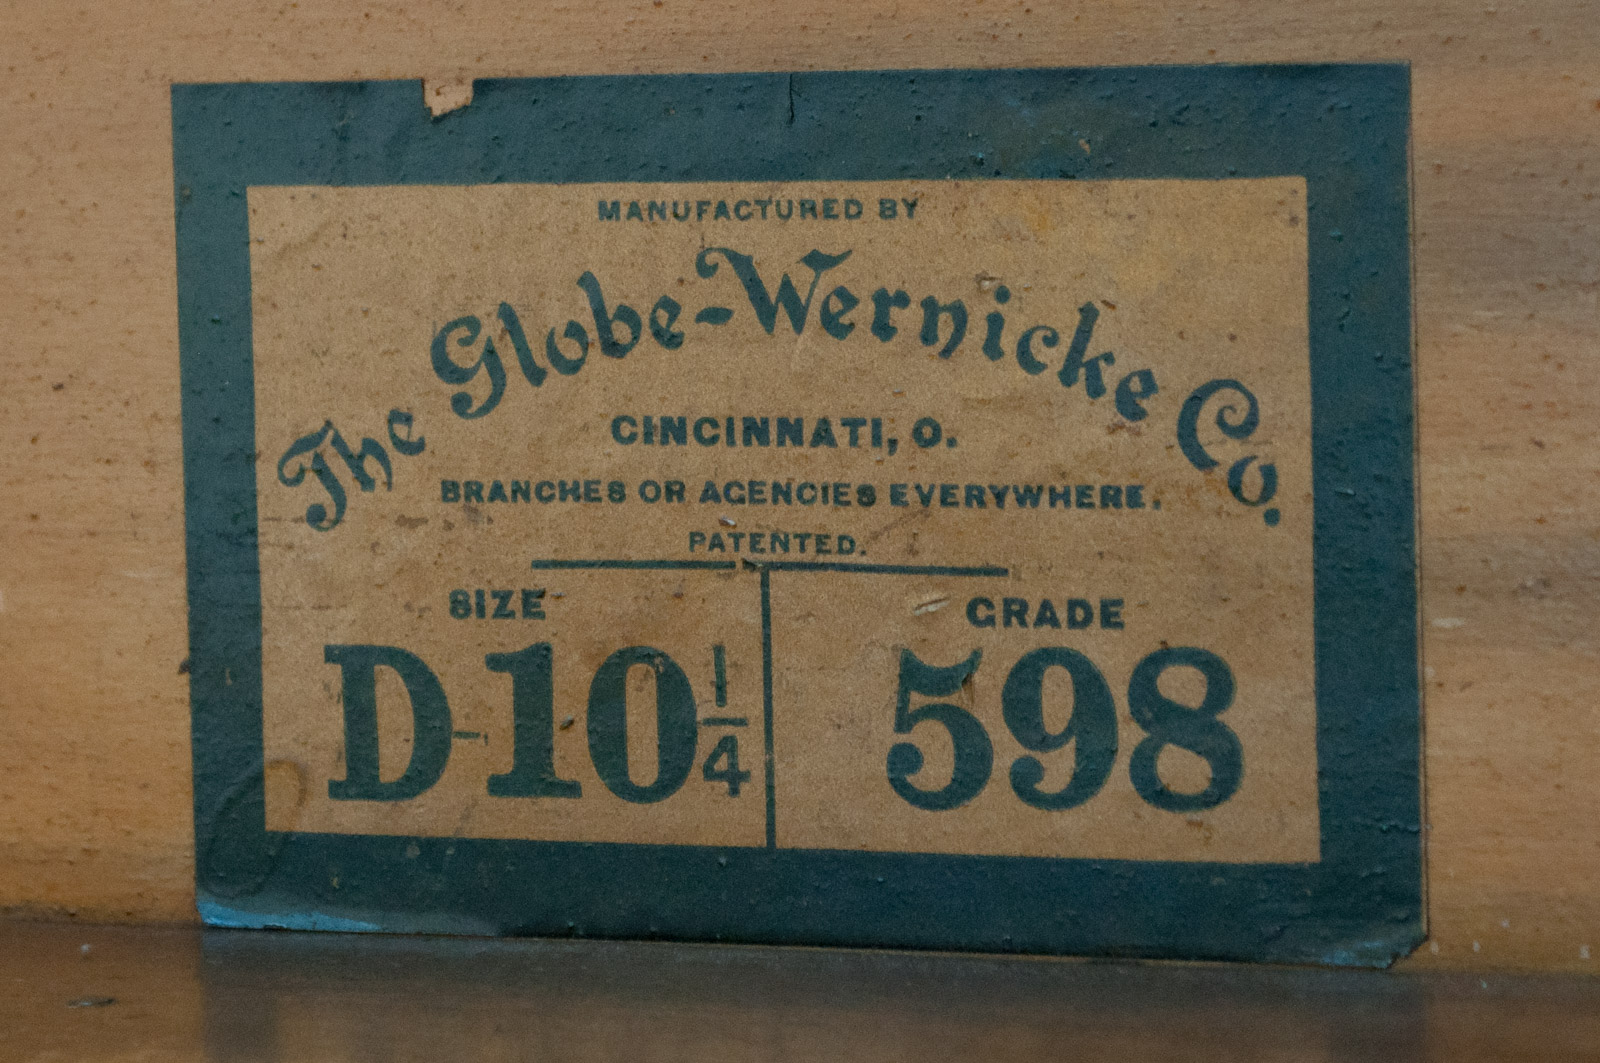 MANUFACTURED BY
The Globe-Wernicke Co.
CINCINNATI, O.
BRANCHES OR AGENCIES EVERYWHERE.
PATENTED.
SIZE GRADE
D-10 1/4 598